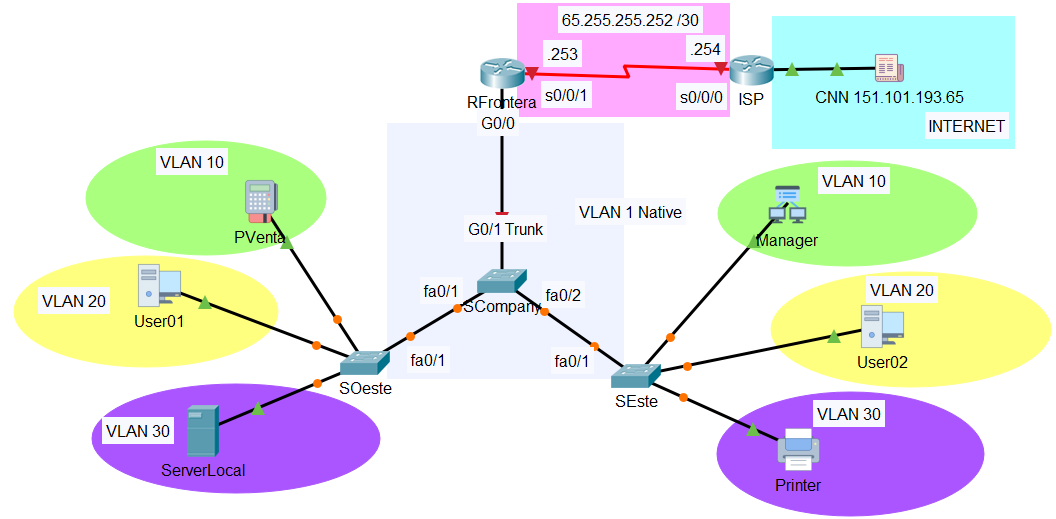 65.255.255.252 /30
.253
.254
s0/0/1
s0/0/0
RFrontera
ISP
G0/0
CNN 151.101.193.65
INTERNET
VLAN 10
PVenta
VLAN 1 Native
G0/1 Trunk
VLAN 10
Manager
VLAN 20
User01
fa0/1
SCompany
fa0/2
VLAN 20
User02
fa0/1
SOeste
fa0/1
SEste
VLAN 30
ServerLocal
VLAN 30
Printer